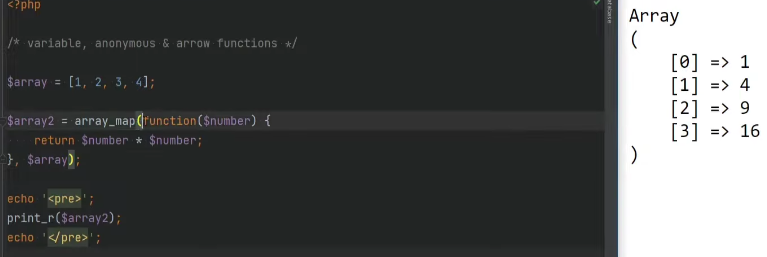 <?php
/* variable, anonymous & arrow functions */
$array = [1, 2, 3, 4];
$array2 = array_map(function($number) {
    return $number * $number;
}, $array);
echo '<pre>';
print_r($array2);
echo '</pre>';
Array
(
    [0] => 1
    [1] => 4
    [2] => 9
    [3] => 16
)